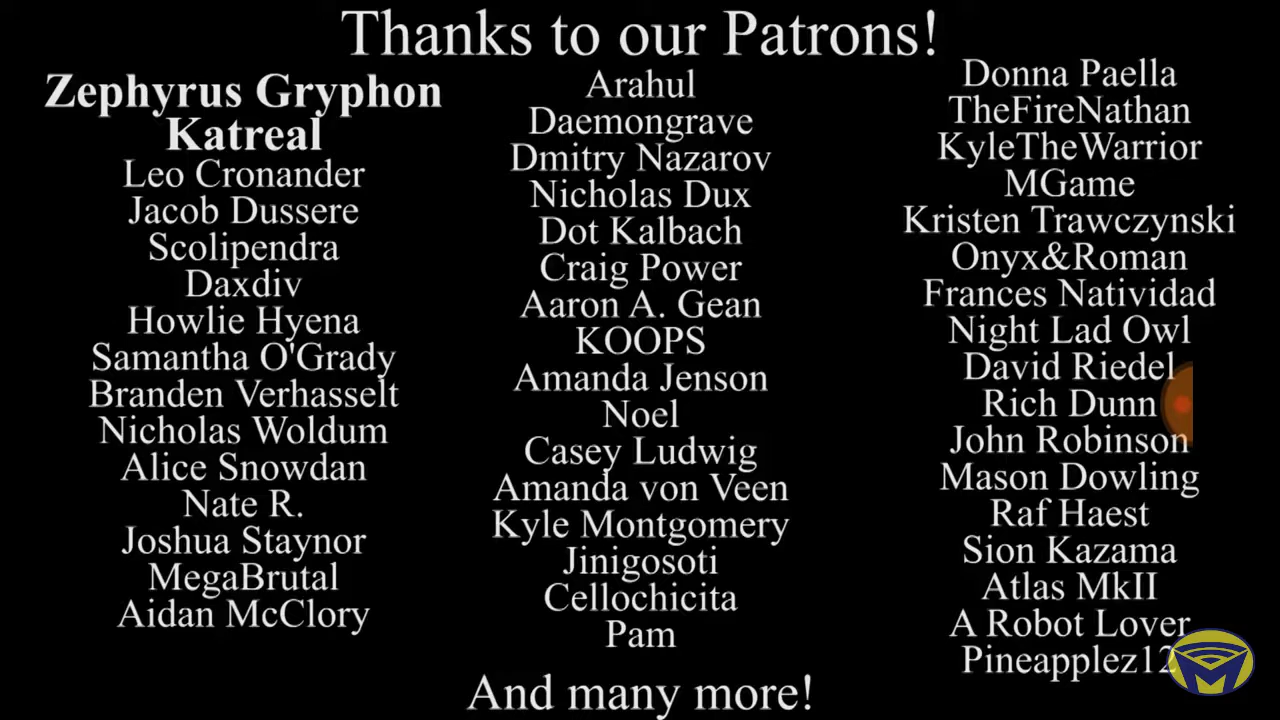 Thanks to our Patrons!
Zephyrus Gryphon
Katreal
Leo Cronander
Jacob Dussere
Scolipendra
Daxdiv
Howlie Hyena
Samantha O'Grady
Branden Verhasselt
Nicholas Woldum
Alice Snowdan
Nate R.
Joshua Staynor
MegaBrutal
Aidan McClory
Arahul
Daemongrave
Dmitry Nazarov
Nicholas Dux
Dot Kalbach
Craig Power
Aaron A. Gean
KOOPS
Amanda Jenson
Noel
Casey Ludwig
Amanda von Veen
Kyle Montgomery
Jinigosoti
Cellochicita
Pam
Donna Paella
TheFireNathan
KyleTheWarrior
MGame
Kristen Trawczynski
Onyx&Roman
Frances Natividad
Night Lad Owl
David Riedel
Rich Dunn
John Robinson
Mason Dowling
Raf Haest
Sion Kazama
Atlas MkII
A Robot Lover
And many more!